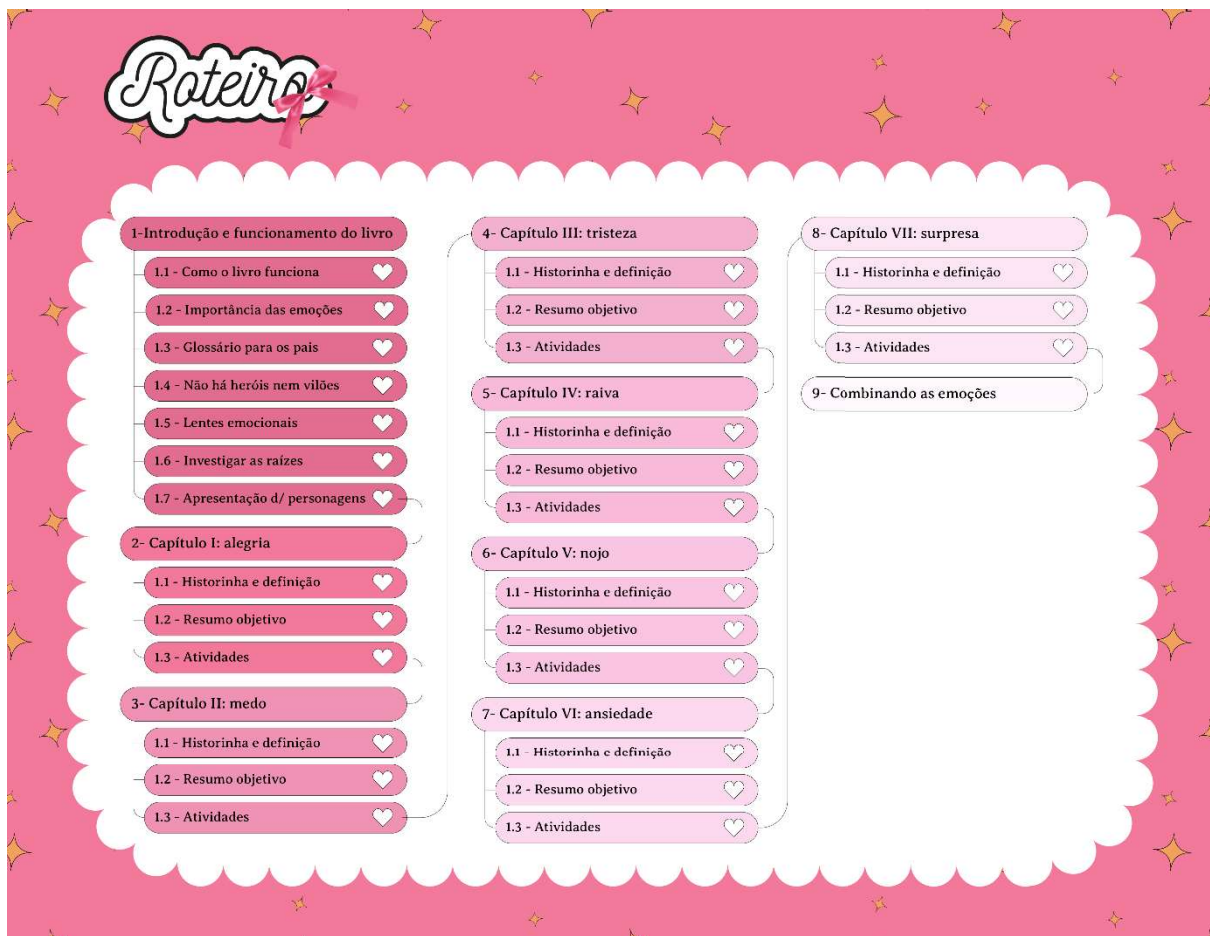 Roteiro
1-Introdução e funcionamento do livro
1.1 - Como o livro funciona
1.2 - Importância das emoções
1.3 - Glossário para os pais
1.4 - Não há heróis nem vilões
1.5 - Lentes emocionais
1.6 - Investigar as raízes
1.7 - Apresentação d/ personagens
2- Capítulo I: alegria
1.1 - Historinha e definição
1.2 - Resumo objetivo
1.3 - Atividades
3- Capítulo II: medo
1.1 - Historinha e definição
1.2 - Resumo objetivo
1.3 - Atividades
4- Capítulo III: tristeza
1.1 - Historinha e definição
1.2 - Resumo objetivo
1.3 - Atividades
5- Capítulo IV: raiva
1.1 - Historinha e definição
1.2 - Resumo objetivo
1.3 - Atividades
6- Capítulo V: nojo
1.1 - Historinha e definição
1.2 - Resumo objetivo
1.3 - Atividades
7- Capítulo VI: ansiedade
1.1 - Historinha e definição
1.2 - Resumo objetivo
1.3 - Atividades
8- Capítulo VII: surpresa
1.1 - Historinha e definição
1.2 - Resumo objetivo
1.3 - Atividades
9- Combinando as emoções